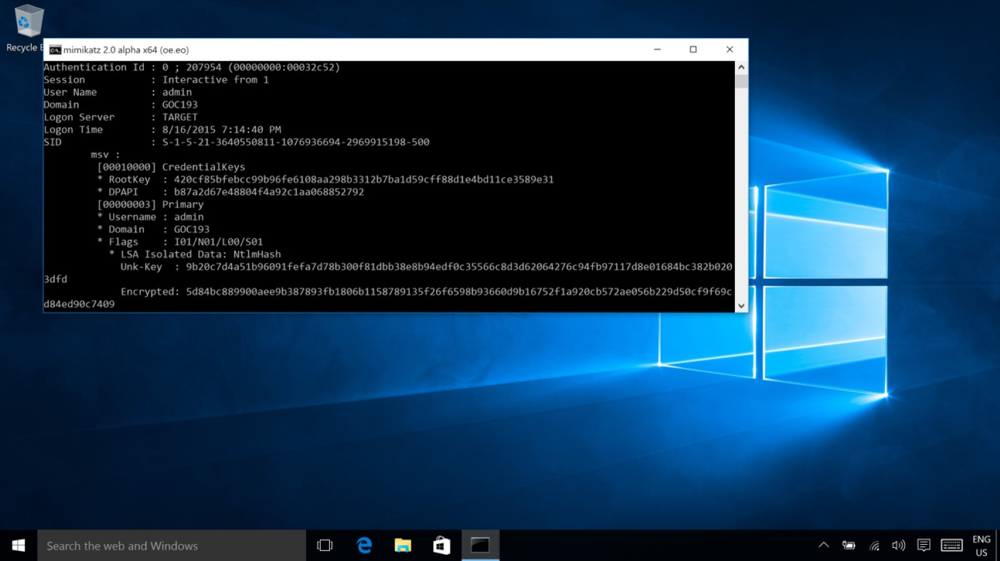 Recycle B
mimikatz 2.0 alpha x64 (oe.eo)
Authentication Id : 0 ; 207954 (00000000:00032c52)
Session           : Interactive from 1
User Name         : admin
Domain            : GOC193
Logon Server      : TARGET
Logon Time        : 8/16/2015 7:14:40 PM
SID               : S-1-5-21-3640550811-1076936694-2969915198-500
msv :
[00010000] CredentialKeys
* RootKey  : 420cf85bfebcc99b96fe6108aa298b3312b7ba1d59cff88d1e4bd11ce3589e31
* DPAPI    : b87a2d67e48804f4a92c1aa068852792
[00000003] Primary
* Username : admin
* Domain   : GOC193
* Flags    : I01/N01/L00/S01
* LSA Isolated Data: NtlmHash
Unk-Key  : 9b20c7d4a51b96091fefa7d78b300f81dbb38e8b94edf0c35566c8d3d62064276c94fb97117d8e01684bc382b020
3dfd
Encrypted: 5d84bc889900aee9b387893fb1806b1158789135f26f6598b93660d9b16752f1a920cb572ae056b229d50cf9f69c
d84ed90c7409
Search the web and Windows
ENG
US